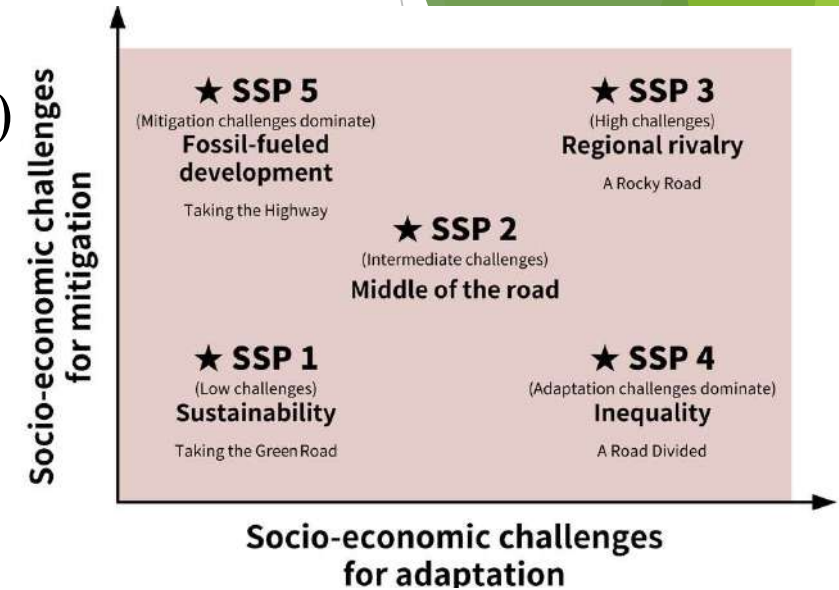 )
Socio-economic challenges
for mitigation
★ SSP 5
(Mitigation challenges dominate)
Fossil-fueled
development
Taking the Highway
★ SSP 3
(High challenges)
Regional rivalry
A Rocky Road
★ SSP 2
(Intermediate challenges)
Middle of the road
★ SSP 1
(Low challenges)
Sustainability
Taking the Green Road
★ SSP 4
(Adaptation challenges dominate)
Inequality
A Road Divided
Socio-economic challenges
for adaptation